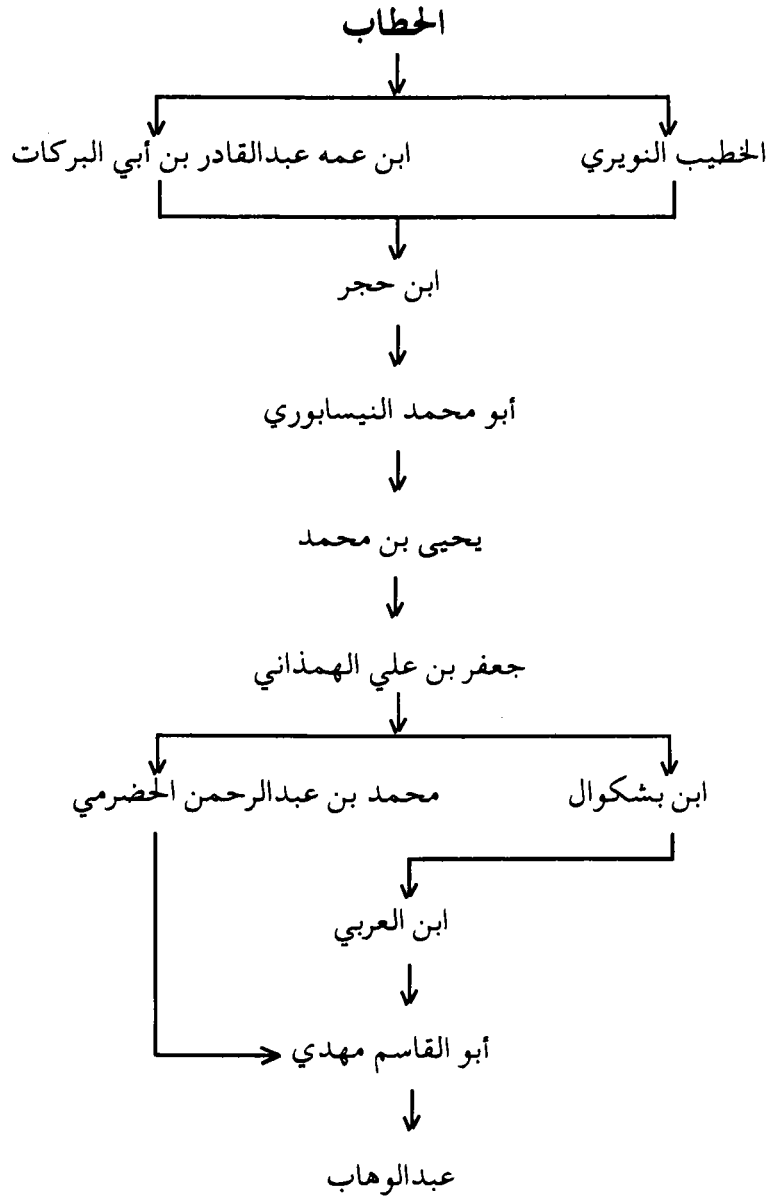 الحطاب
الخطيب النويري ابن عمه عبدالقادر بن أبي البركات
ابن حجر
أبو محمد النيسابوري
يحيى بن محمد
جعفر بن علي الهمذاني
ابن بشكوال محمد بن عبدالرحمن الحضرمي
ابن العربي
أبو القاسم مهدي
عبدالوهاب